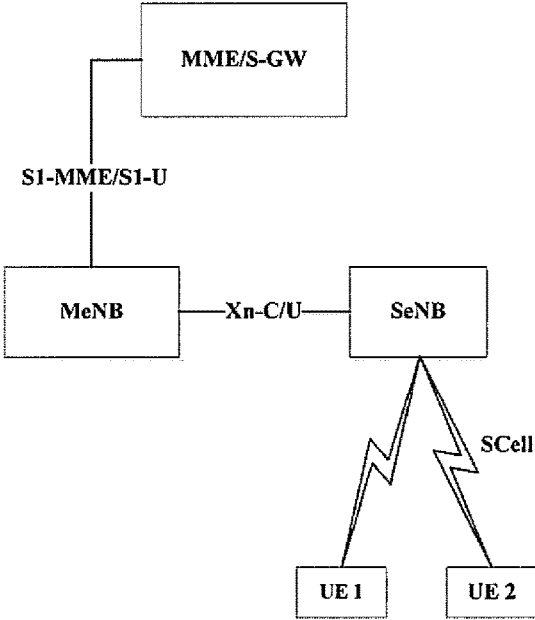 MME/S-GW
S1-MME/S1-U
MeNB
Xn-C/U
SeNB
SCell
UE 1
UE 2